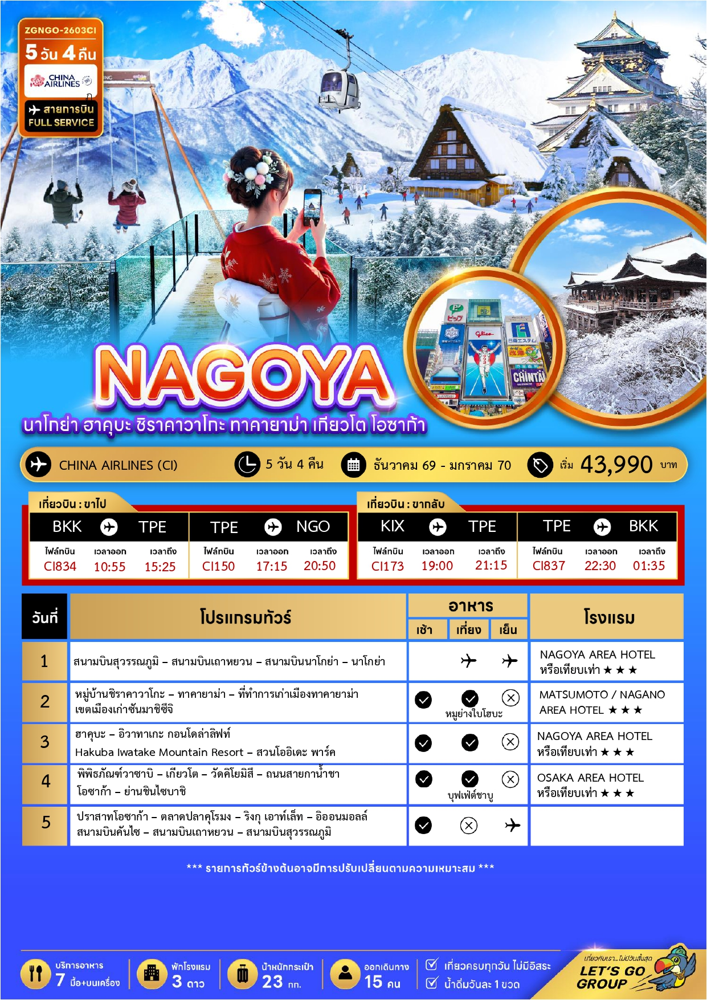 ZGNGO-2603CI
5 วัน 4 คืน
CHINA AIRLINES
สายการบิน
FULL SERVICE
ピップ
Glico
CHINTAI
NAGOYA
นาโกย่า ฮาคุบะ ชิราคาวาโกะ ทาคายาม่า เกียวโต โอซาก้า
CHINA AIRLINES (CI) 5 วัน 4 คืน ธันวาคม 69 - มกราคม 70 เริ่ม 43,990 บาท
เที่ยวบิน : ขาไป เที่ยวบิน : ขากลับ
BKK TPE TPE NGO KIX TPE TPE BKK
ไฟล์ทบิน เวลาออก เวลาถึง ไฟล์ทบิน เวลาออก เวลาถึง ไฟล์ทบิน เวลาออก เวลาถึง ไฟล์ทบิน เวลาออก เวลาถึง
CI834 10:55 15:25 CI150 17:15 20:50 CI173 19:00 21:15 CI837 22:30 01:35
วันที่ โปรแกรมทัวร์ อาหาร โรงแรม
เช้า เที่ยง เย็น
1 สนามบินสุวรรณภูมิ – สนามบินเถาหยวน – สนามบินนาโกย่า – นาโกย่า
NAGOYA AREA HOTEL
หรือเทียบเท่า ★ ★ ★
2 หมู่บ้านชิราคาวาโกะ – ทาคายาม่า – ที่ทำการเก่าเมืองทาคายาม่า
เขตเมืองเก่าซันมาชิซึจิ
หมูย่างใบโฮบะ
MATSUMOTO / NAGANO
AREA HOTEL ★ ★ ★
3 ฮาคุบะ – อิวาทาเกะ กอนโดล่าลิฟท์
Hakuba Iwatake Mountain Resort – สวนโออิเดะ พาร์ค
NAGOYA AREA HOTEL
หรือเทียบเท่า ★ ★ ★
4 พิพิธภัณฑ์วาซาบิ – เกียวโต – วัดคิโยมิสึ – ถนนสายกาน้ำชา
โอซาก้า – ย่านชินไซบาชิ
บุฟเฟ่ต์ชาบู
OSAKA AREA HOTEL
หรือเทียบเท่า ★ ★ ★
5 ปราสาทโอซาก้า – ตลาดปลาคุโรมง – ริงกุ เอาท์เล็ท – อิออนมอลล์
สนามบินคันไซ – สนามบินเถาหยวน – สนามบินสุวรรณภูมิ
*** รายการทัวร์ข้างต้นอาจมีการปรับเปลี่ยนตามความเหมาะสม ***
บริการอาหาร
7 มื้อ+บนเครื่อง
พักโรงแรม
3 ดาว
น้ำหนักกระเป๋า
23 กก.
ออกเดินทาง
15 คน
เที่ยวครบทุกวัน ไม่มีอิสระ
น้ำดื่มวันละ 1 ขวด
เที่ยวกับเรา...ไม่มีวันสิ้นสุด
LET'S GO
GROUP